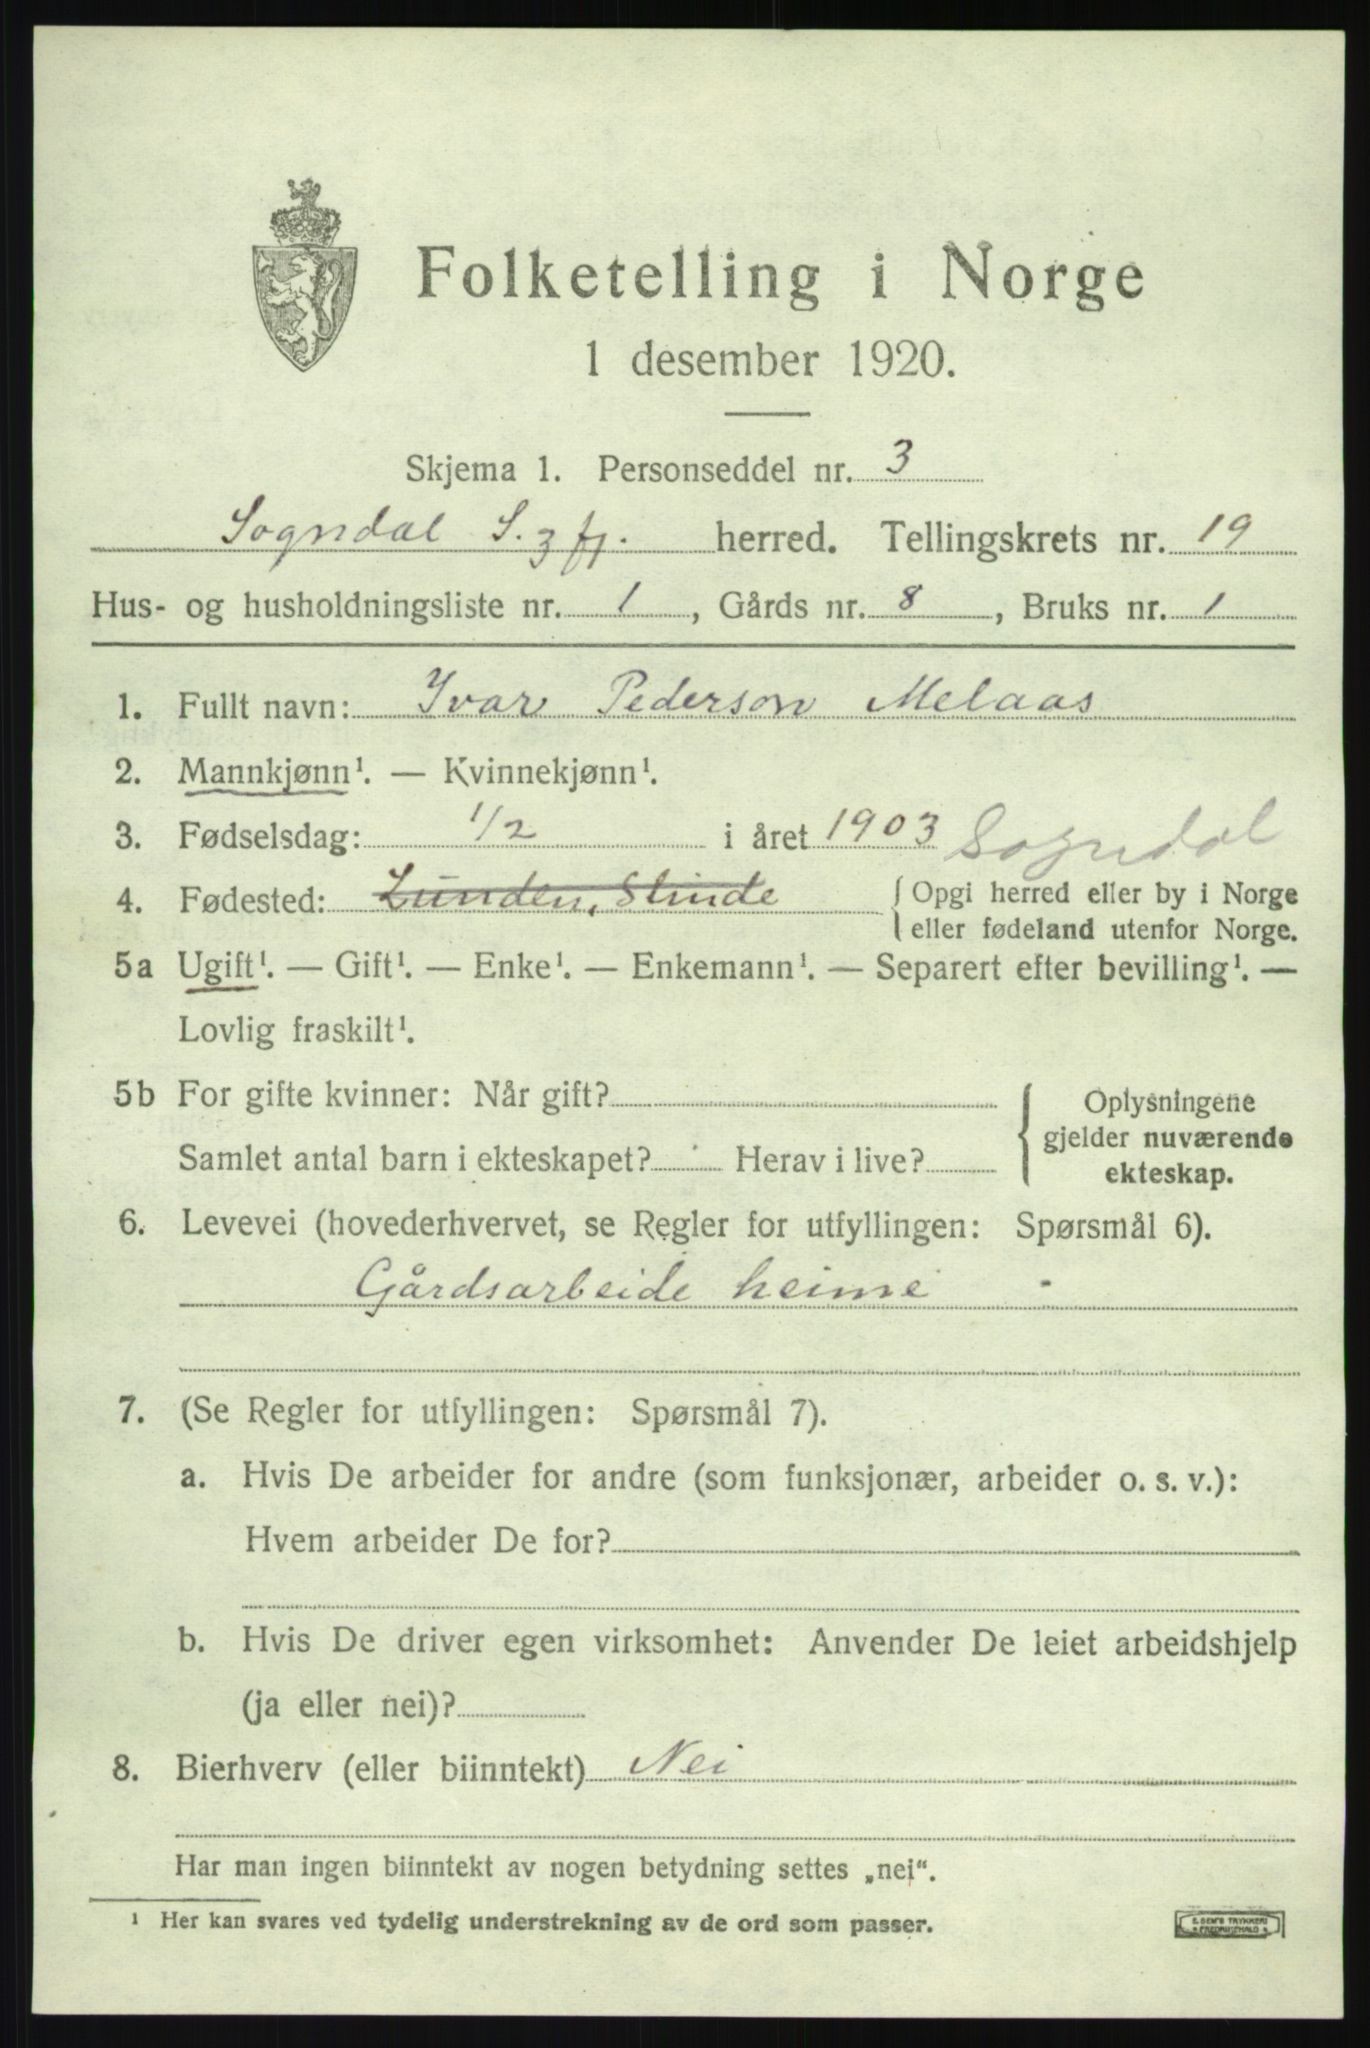 Folketelling i Norge
1 desember 1920.
Skjema 1. Personseddel nr. 3
Sogndal S. & fj. herred. Tellingskrets nr. 19
Hus- og husholdningsliste nr. 1, Gårds nr. 8, Bruks nr. 1
1. Fullt navn: Ivar Pederson Melaas
2. Mannkjønn¹. — Kvinnekjønn¹.
3. Fødselsdag: 1/2 i året 1903 Sogndal
4. Fødested: Lunden, Stinde { Opgi herred eller by i Norge
eller fødeland utenfor Norge.
5a Ugift¹. — Gift¹. — Enke¹. — Enkemann¹. — Separert efter bevilling¹. —
Lovlig fraskilt¹.
5b For gifte kvinner: Når gift?
Samlet antal barn i ekteskapet? Herav i live?
{ Oplysningene
gjelder nuværende
ekteskap.
6. Levevei (hovederhvervet, se Regler for utfyllingen: Spørsmål 6).
Gårdsarbeide heime
7. (Se Regler for utfyllingen: Spørsmål 7).
a. Hvis De arbeider for andre (som funksjonær, arbeider o. s. v.):
Hvem arbeider De for?
b. Hvis De driver egen virksomhet: Anvender De leiet arbeidshjelp
(ja eller nei)?
8. Bierhverv (eller biinntekt) Nei
Har man ingen biinntekt av nogen betydning settes „nei“.
¹ Her kan svares ved tydelig understrekning av de ord som passer.